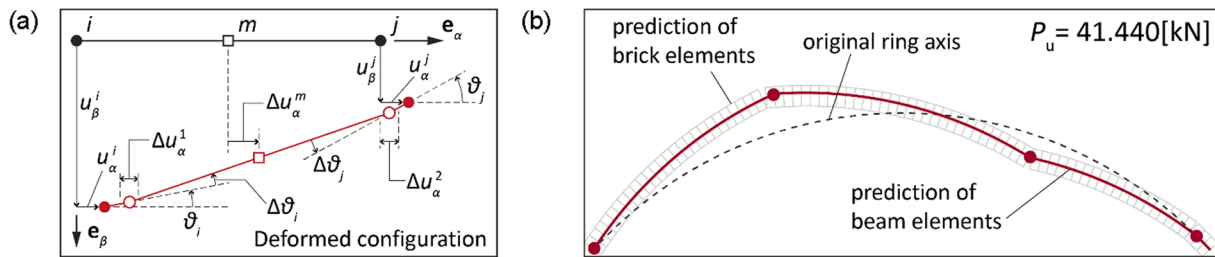 (a)
i
m
j
e_α
u_β^j
u_α^j
ϑ_j
u_β^i
Δu_α^m
Δu_α^1
u_α^i
Δϑ_j
Δu_α^2
Δϑ_i
ϑ_i
e_β
Deformed configuration
(b)
prediction of
brick elements
original ring axis
P_u = 41.440[kN]
prediction of
beam elements